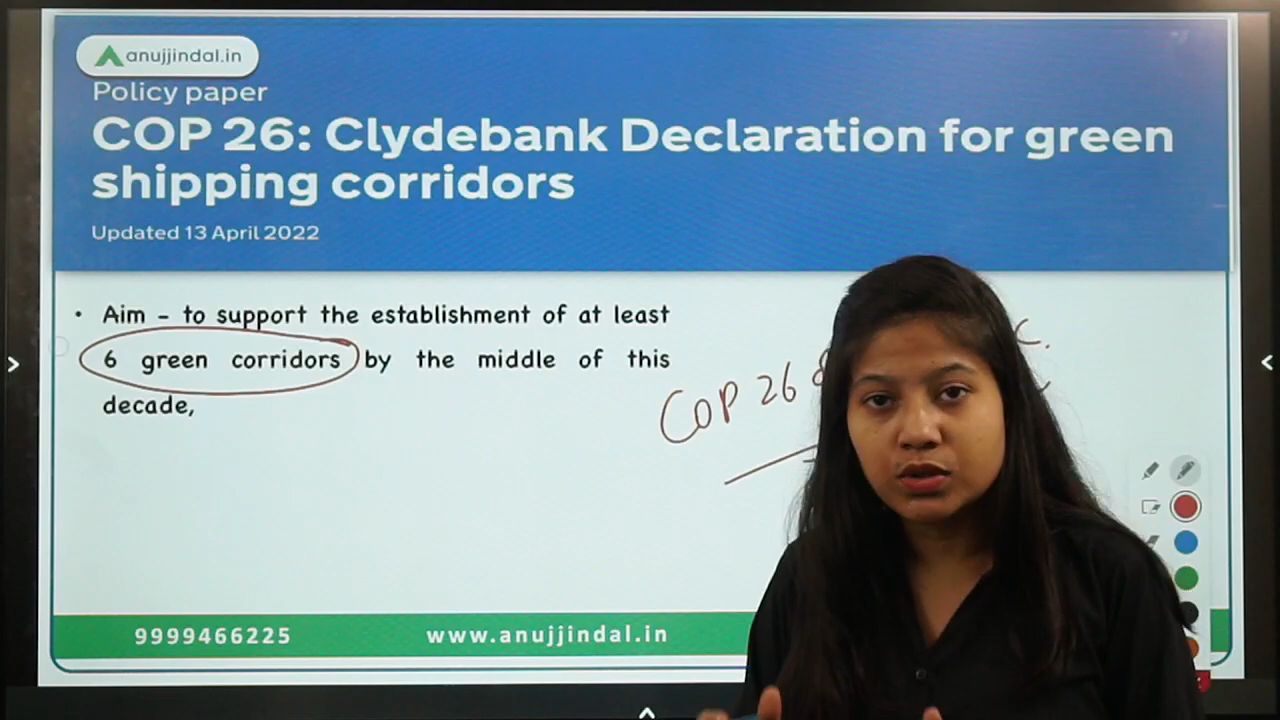 anujjindal.in
Policy paper
COP 26: Clydebank Declaration for green
shipping corridors
Updated 13 April 2022
• Aim - to support the establishment of at least
6 green corridors by the middle of this
decade,
COP 26
9999466225
www.anujjindal.in